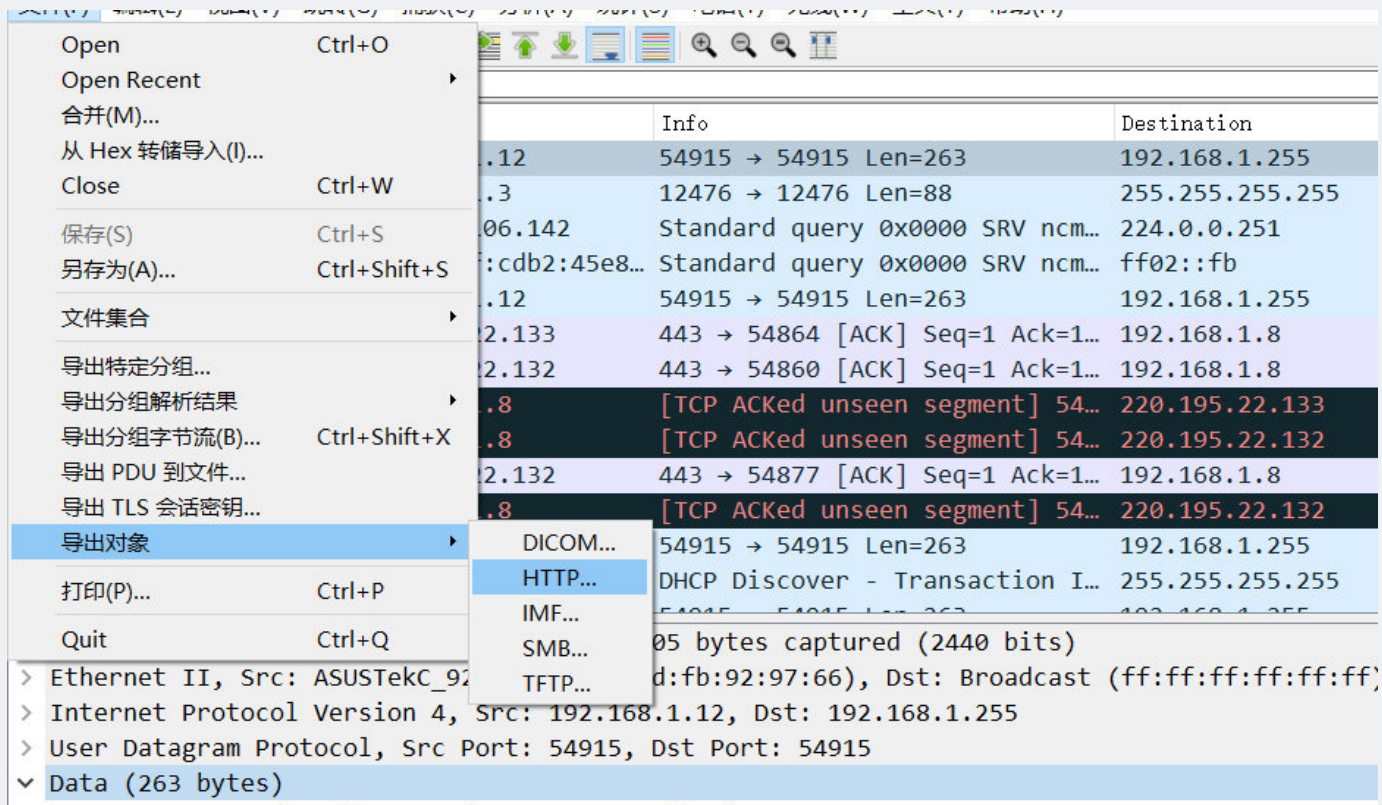 Open Ctrl+O
Open Recent
合并(M)...
从 Hex 转储导入(I)...
Close Ctrl+W
保存(S) Ctrl+S
另存为(A)... Ctrl+Shift+S
文件集合
导出特定分组...
导出分组解析结果
导出分组字节流(B)... Ctrl+Shift+X
导出 PDU 到文件...
导出 TLS 会话密钥...
导出对象
打印(P)... Ctrl+P
Quit Ctrl+Q
DICOM...
HTTP...
IMF...
SMB...
TFTP...
Info Destination
.12 54915 → 54915 Len=263 192.168.1.255
.3 12476 → 12476 Len=88 255.255.255.255
06.142 Standard query 0x0000 SRV ncm… 224.0.0.251
:cdb2:45e8… Standard query 0x0000 SRV ncm… ff02::fb
.12 54915 → 54915 Len=263 192.168.1.255
2.133 443 → 54864 [ACK] Seq=1 Ack=1… 192.168.1.8
2.132 443 → 54860 [ACK] Seq=1 Ack=1… 192.168.1.8
.8 [TCP ACKed unseen segment] 54… 220.195.22.133
.8 [TCP ACKed unseen segment] 54… 220.195.22.132
22.132 443 → 54877 [ACK] Seq=1 Ack=1… 192.168.1.8
.8 [TCP ACKed unseen segment] 54… 220.195.22.132
54915 → 54915 Len=263 192.168.1.255
DHCP Discover - Transaction I… 255.255.255.255
05 bytes captured (2440 bits)
Ethernet II, Src: ASUSTekC_92 d:fb:92:97:66), Dst: Broadcast (ff:ff:ff:ff:ff:ff)
Internet Protocol Version 4, Src: 192.168.1.12, Dst: 192.168.1.255
User Datagram Protocol, Src Port: 54915, Dst Port: 54915
Data (263 bytes)